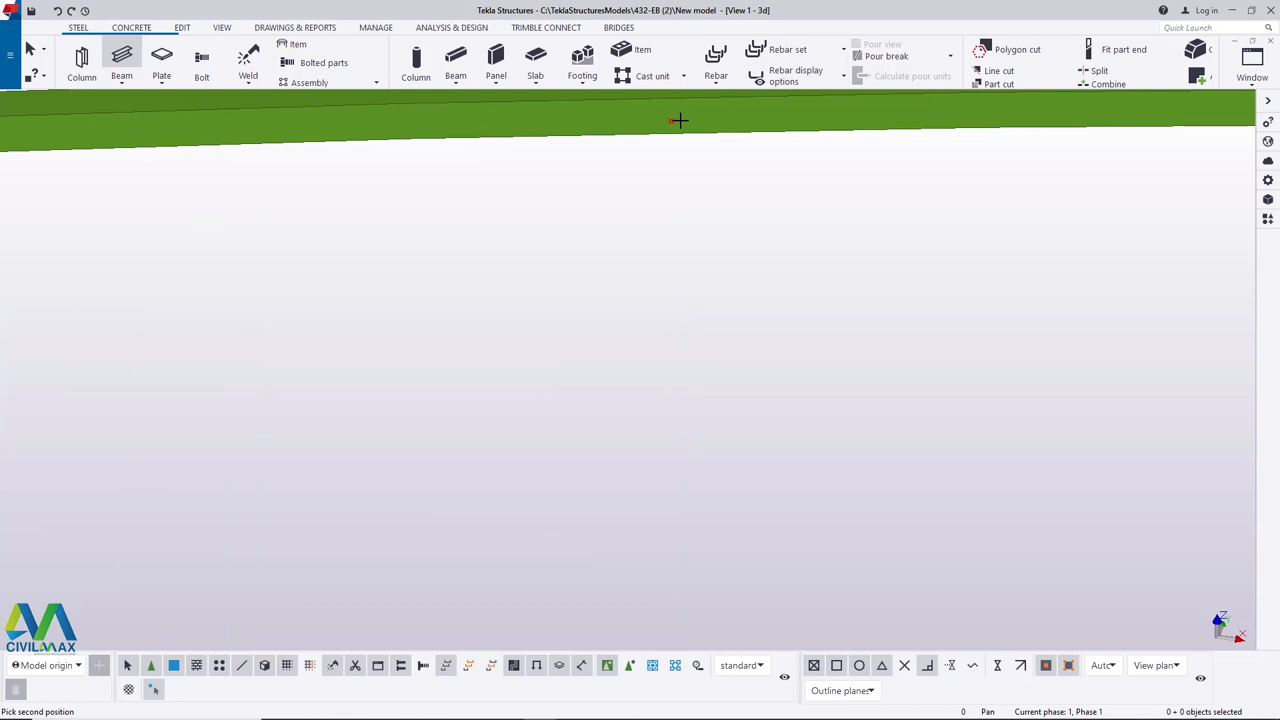 Tekla Structures - C:\TeklaStructuresModels\432-EB (2)\New model - [View 1 - 3d]
Log in
STEEL CONCRETE EDIT VIEW DRAWINGS & REPORTS MANAGE ANALYSIS & DESIGN TRIMBLE CONNECT BRIDGES
Quick Launch
Column
Beam
Plate
Bolt
Weld
Item
Bolted parts
Assembly
Column
Beam
Panel
Slab
Footing
Item
Cast unit
Rebar
Rebar set
Rebar display
options
Pour view
Pour break
Calculate pour units
Polygon cut
Line cut
Part cut
Fit part end
Split
Combine
Window
Z
X
CIVILMAX
Model origin
standard
Auto
View plan
Outline planes
Pick second position
0
Pan
Current phase: 1, Phase 1
0 + 0 objects selected